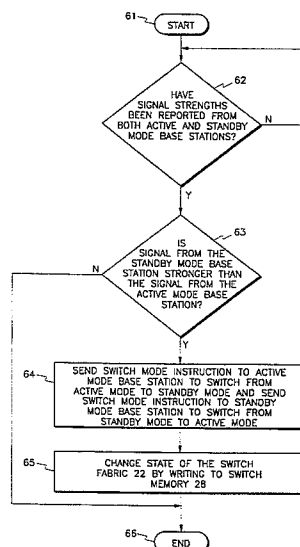 61
START
62
HAVE
SIGNAL STRENGTHS
BEEN REPORTED FROM
BOTH ACTIVE AND STANDBY
MODE BASE STATIONS?
N
Y
63
IS
SIGNAL FROM THE
STANDBY MODE BASE
STATION STRONGER THAN
THE SIGNAL FROM THE
ACTIVE MODE BASE
STATION?
N
Y
64
SEND SWITCH MODE INSTRUCTION TO ACTIVE
MODE BASE STATION TO SWITCH FROM
ACTIVE MODE TO STANDBY MODE AND SEND
SWITCH MODE INSTRUCTION TO STANDBY
MODE BASE STATION TO SWITCH FROM
STANDBY MODE TO ACTIVE MODE
65
CHANGE STATE OF THE SWITCH
FABRIC 22 BY WRITING TO SWITCH
MEMORY 28
66
END